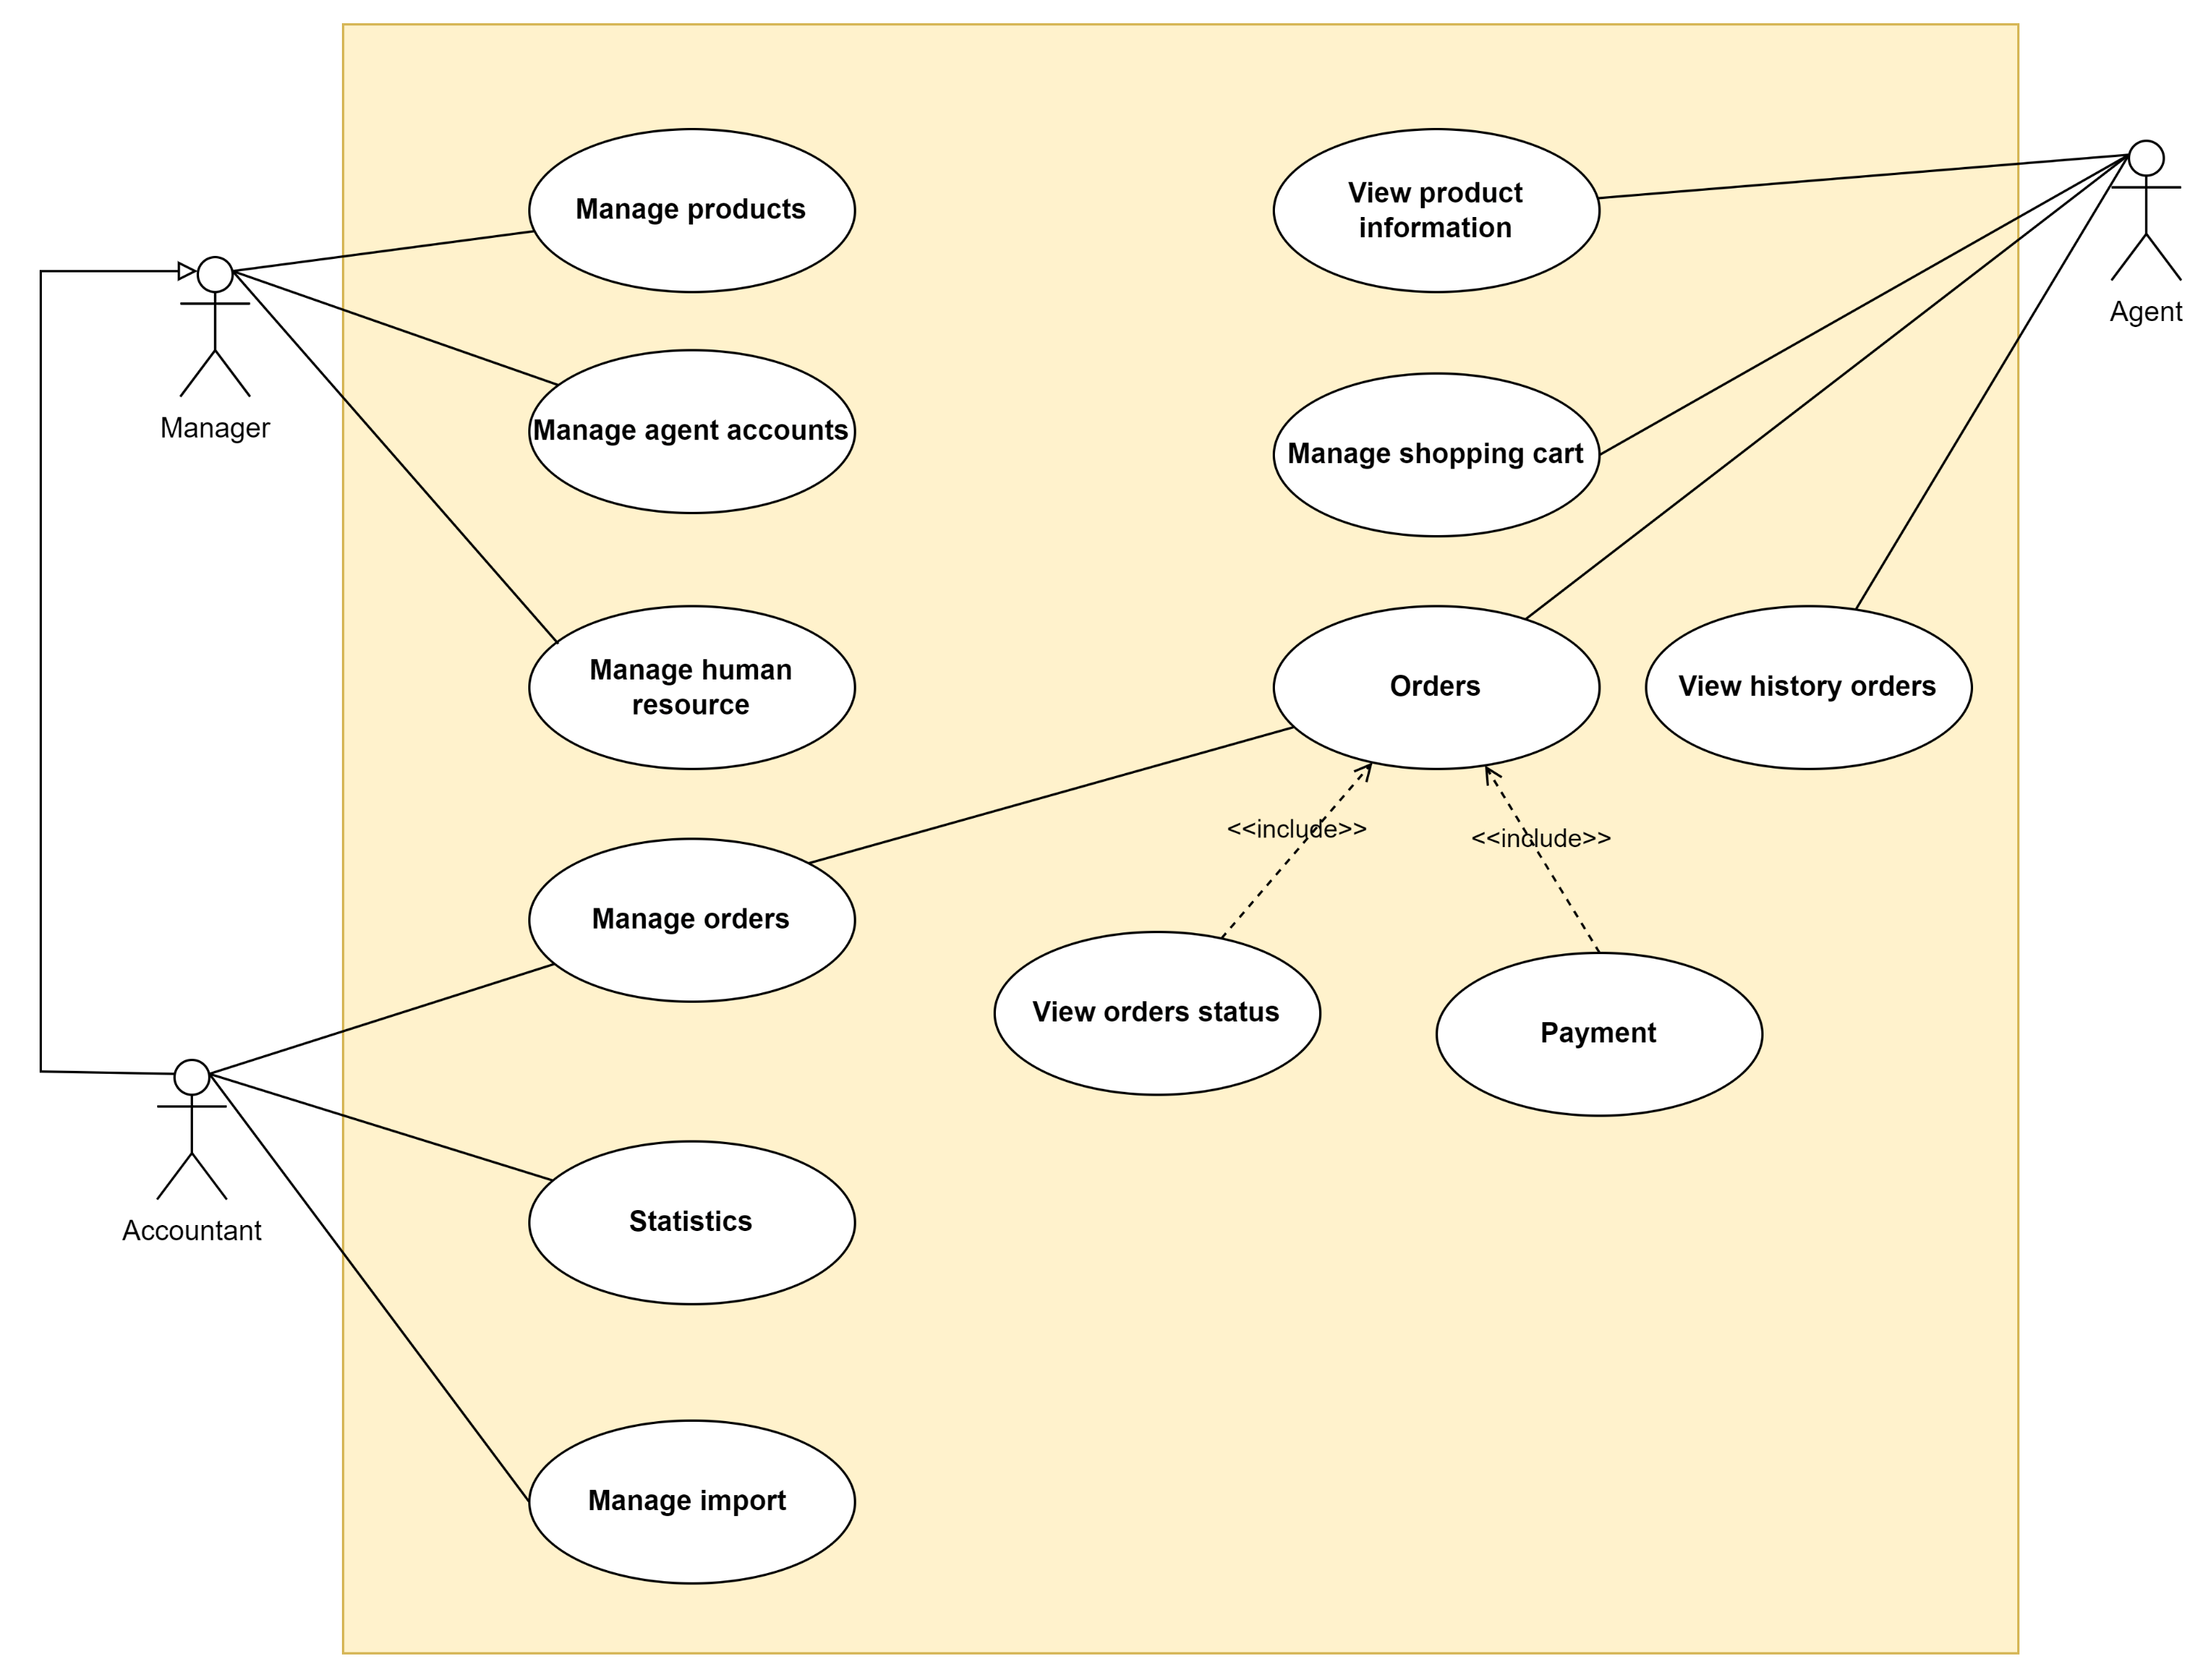 Manage products
View product
information
Agent
Manager
Manage agent accounts
Manage shopping cart
Manage human
resource
Orders
View history orders
<<include>>
<<include>>
Manage orders
View orders status
Payment
Accountant
Statistics
Manage import